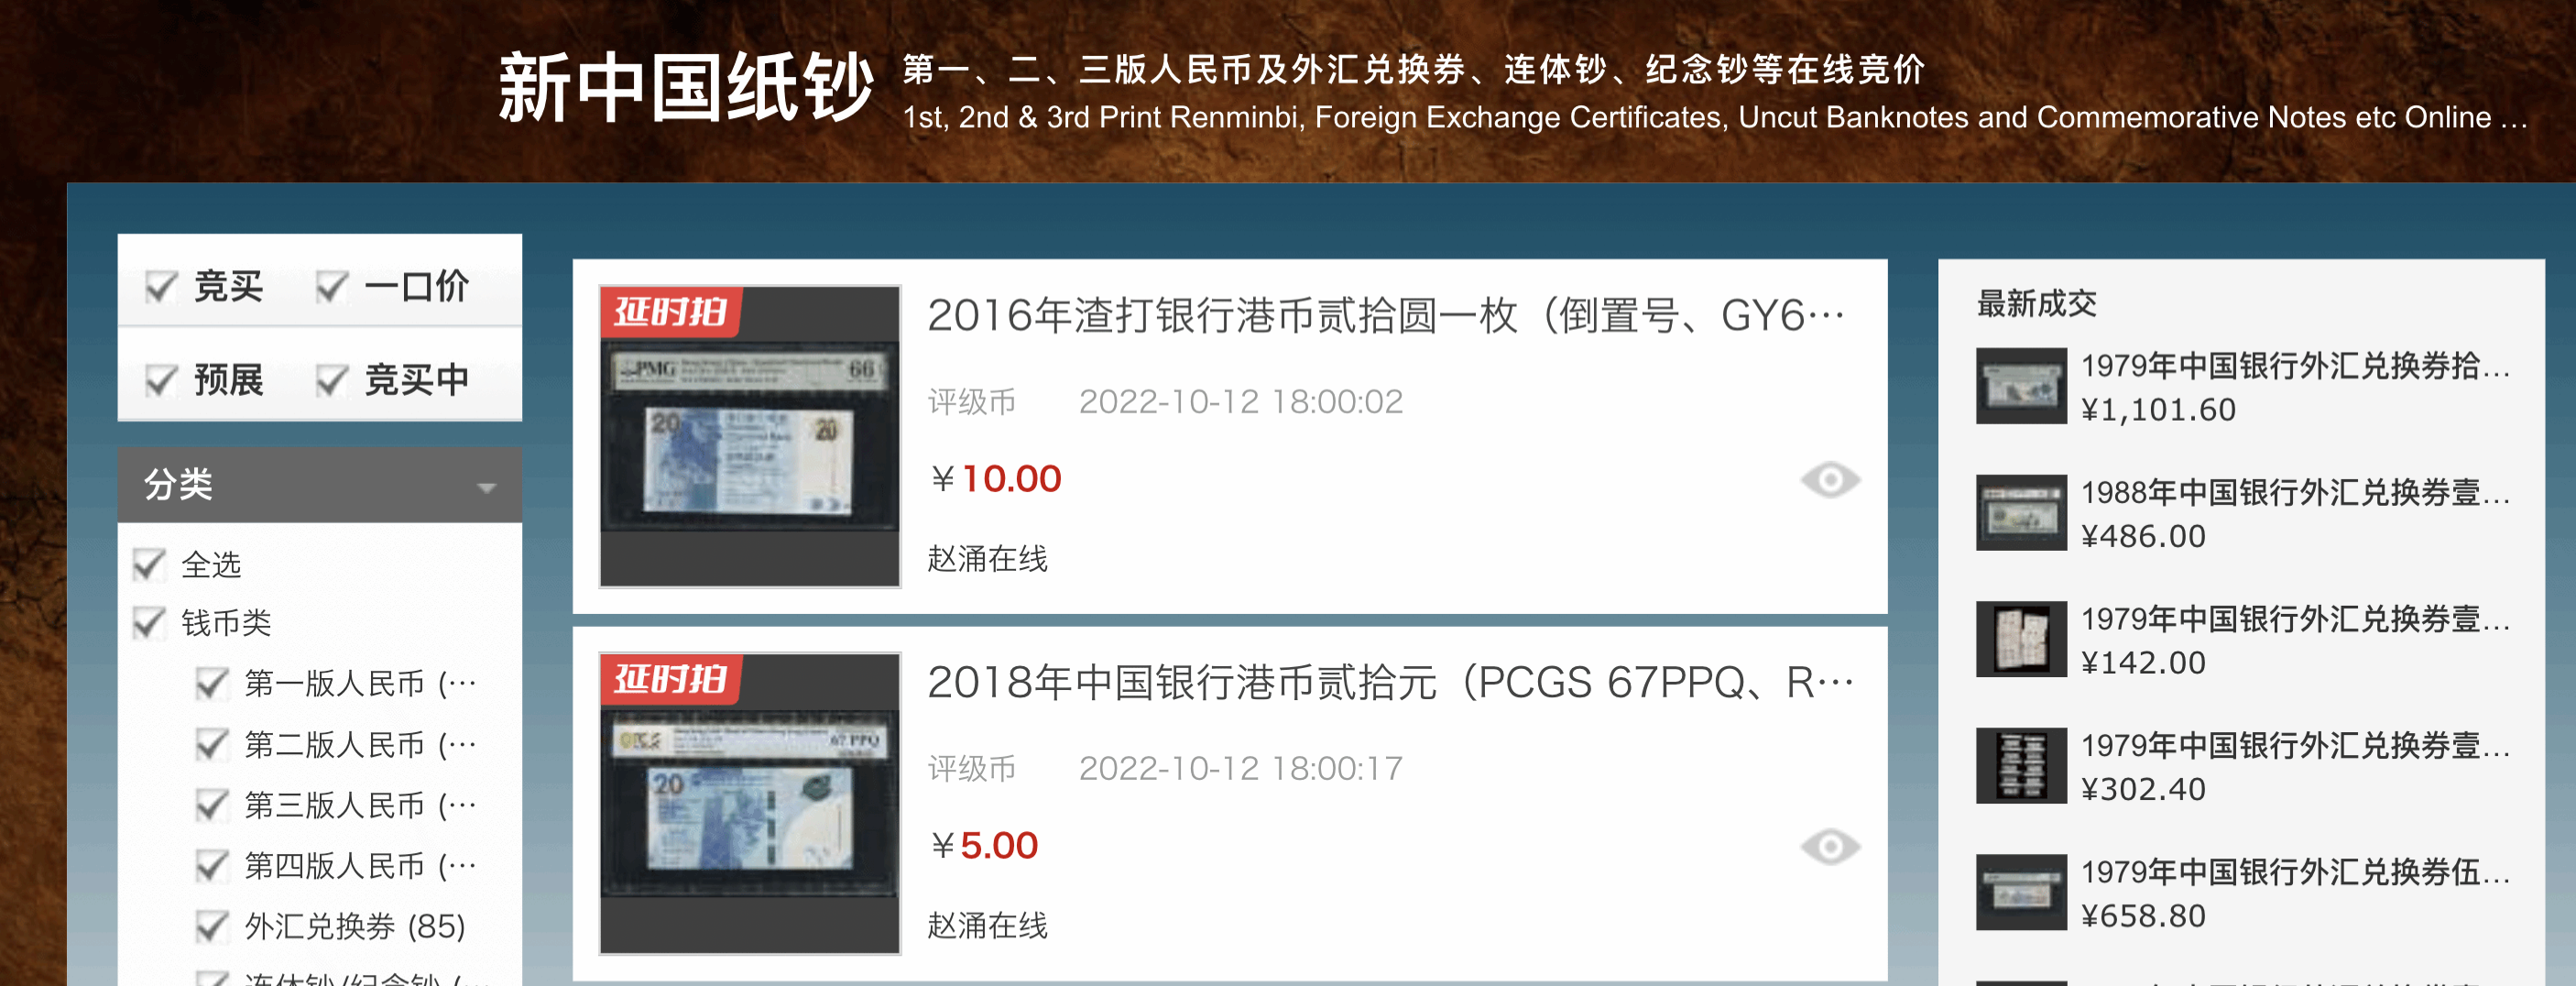 新中国纸钞
第一、二、三版人民币及外汇兑换券、连体钞、纪念钞等在线竞价
1st, 2nd & 3rd Print Renminbi, Foreign Exchange Certificates, Uncut Banknotes and Commemorative Notes etc Online …
竞买 一口价
预展 竞买中
分类
全选
钱币类
第一版人民币 (…
第二版人民币 (…
第三版人民币 (…
第四版人民币 (…
外汇兑换券 (85)
连体钞/纪念钞 (…
延时拍
PMG 66
20 20
2016年渣打银行港币贰拾圆一枚（倒置号、GY6…
评级币 2022-10-12 18:00:02
¥10.00
赵涌在线
延时拍
67 PPQ
20
2018年中国银行港币贰拾元（PCGS 67PPQ、R…
评级币 2022-10-12 18:00:17
¥5.00
赵涌在线
最新成交
1979年中国银行外汇兑换券拾...
¥1,101.60
1988年中国银行外汇兑换券壹...
¥486.00
1979年中国银行外汇兑换券壹...
¥142.00
1979年中国银行外汇兑换券壹...
¥302.40
1979年中国银行外汇兑换券伍...
¥658.80